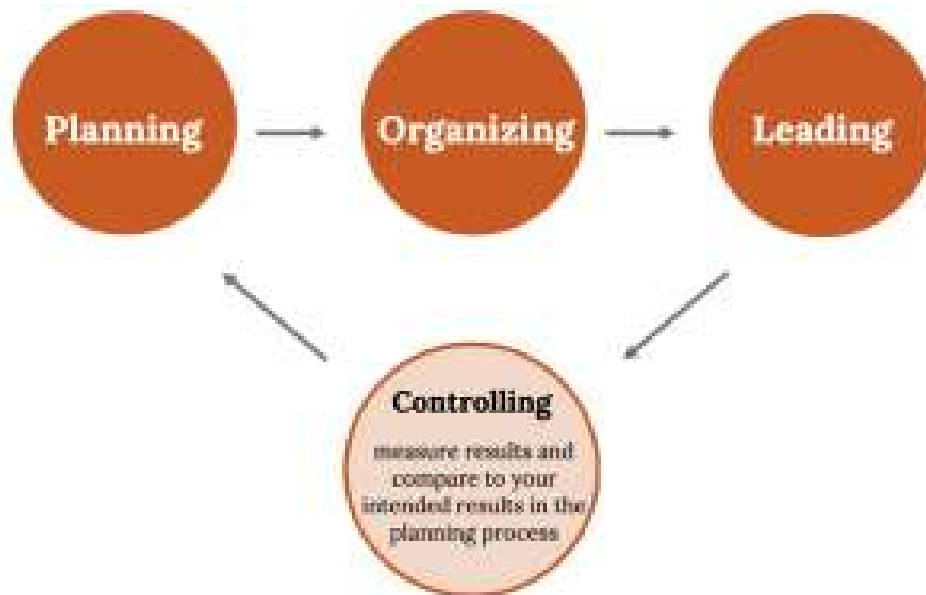 Planning
Organizing
Leading
Controlling
measure results and
compare to your
intended results in the
planning process